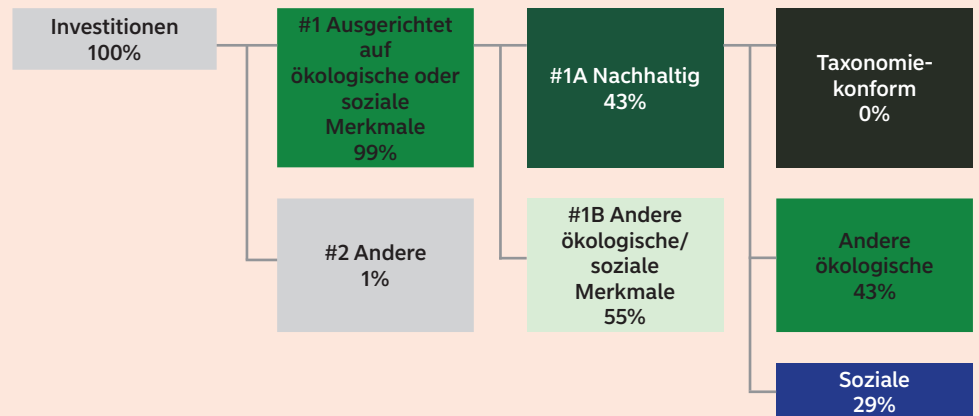 Investitionen
100%
#1 Ausgerichtet
auf
ökologische oder
soziale
Merkmale
99%
#1A Nachhaltig
43%
Taxonomie-
konform
0%
#2 Andere
1%
#1B Andere
ökologische/
soziale
Merkmale
55%
Andere
ökologische
43%
Soziale
29%